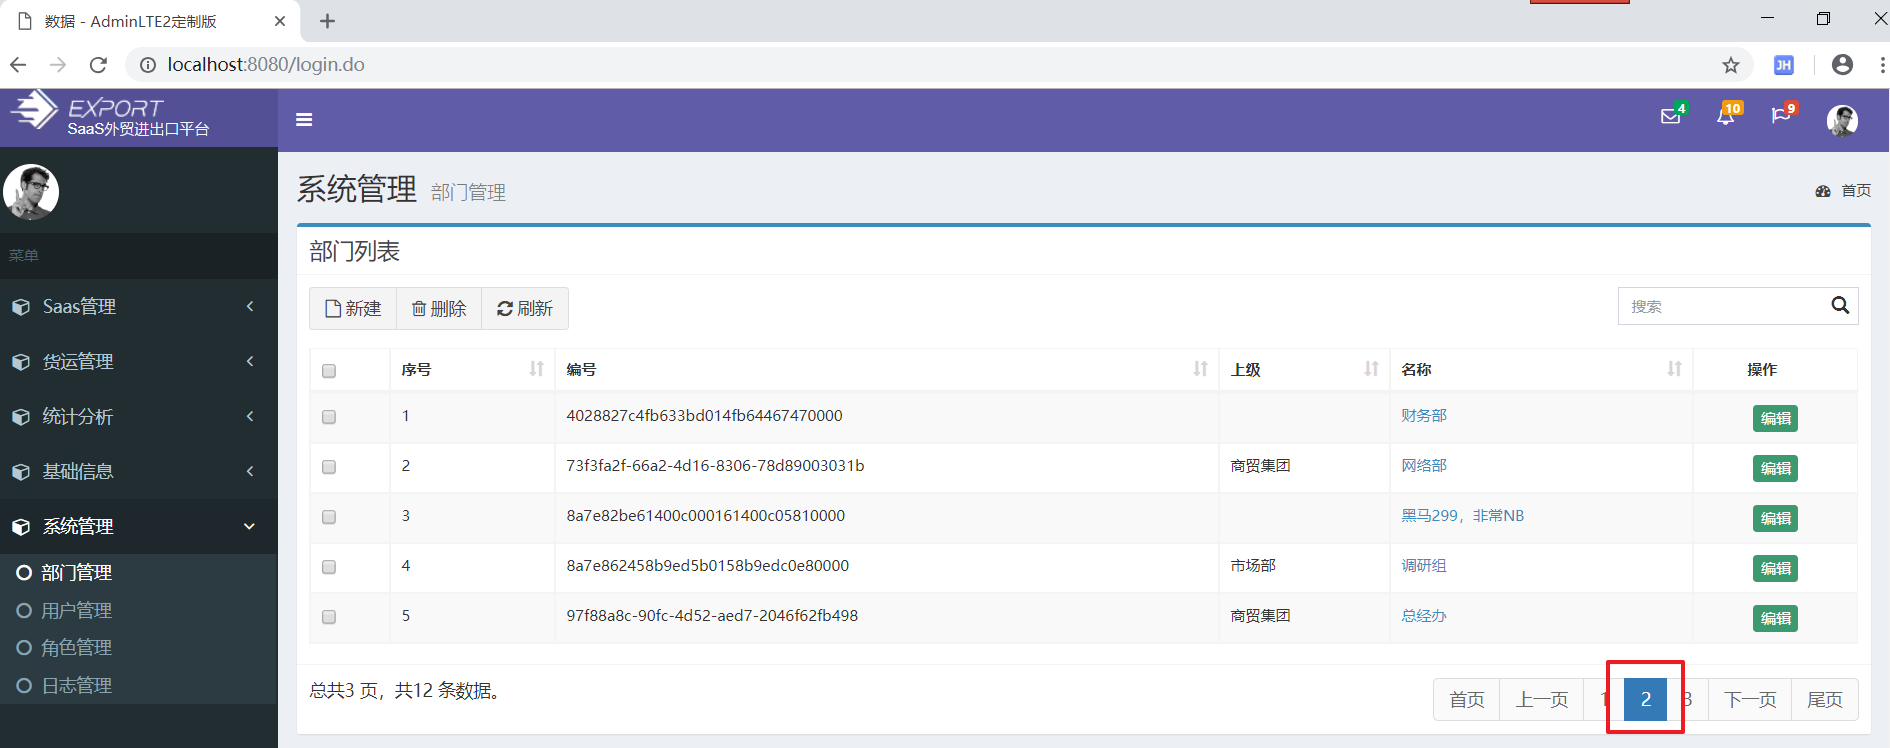 数据 - AdminLTE2定制版
localhost:8080/login.do
JH
EXPORT
SaaS外贸进出口平台
4
10
9
系统管理 部门管理
首页
菜单
Saas管理
货运管理
统计分析
基础信息
系统管理
部门管理
用户管理
角色管理
日志管理
部门列表
新建 删除 刷新
搜索
序号 编号 上级 名称 操作
1 4028827c4fb633bd014fb64467470000 财务部 编辑
2 73f3fa2f-66a2-4d16-8306-78d89003031b 商贸集团 网络部 编辑
3 8a7e82be61400c000161400c05810000 黑马299，非常NB 编辑
4 8a7e862458b9ed5b0158b9edc0e80000 市场部 调研组 编辑
5 97f88a8c-90fc-4d52-aed7-2046f62fb498 商贸集团 总经办 编辑
总共3 页，共12 条数据。
首页 上一页 1 2 3 下一页 尾页